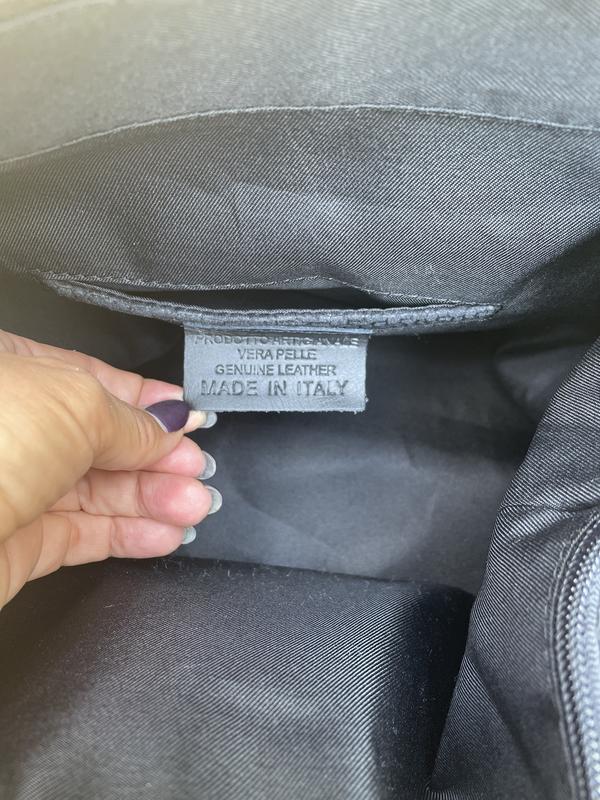 PRODOTTO ARTIGIANALE
VERA PELLE
GENUINE LEATHER
MADE IN ITALY